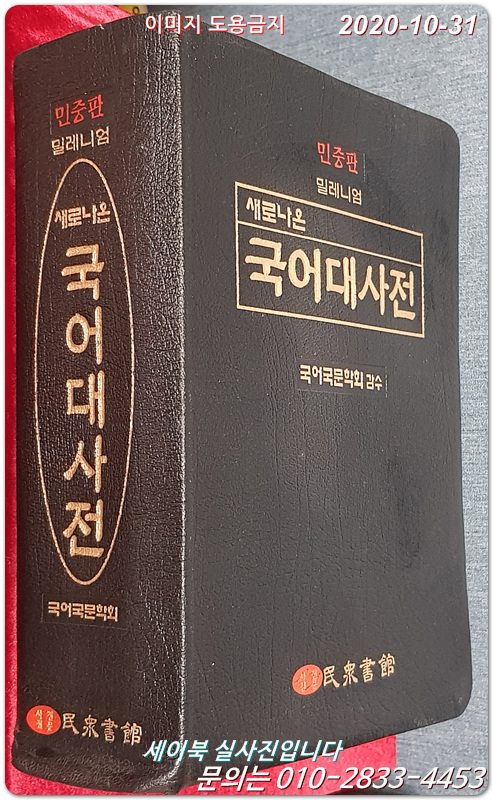 이미지 도용금지
2020-10-31
민중판
밀레니엄
새로나온
국어대사전
국어국문학회
民衆書館
민중판
밀레니엄
새로나온
국어대사전
국어국문학회 감수
民衆書館
세이북 실사진입니다
문의는 010-2833-4453